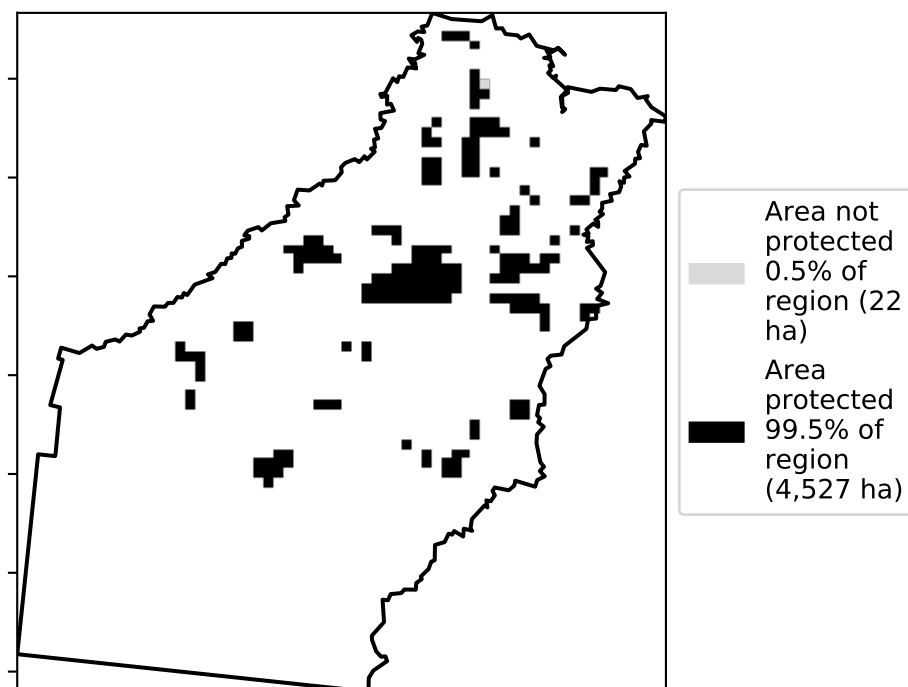 Area not
protected
0.5% of
region (22
ha)
Area
protected
99.5% of
region
(4,527 ha)